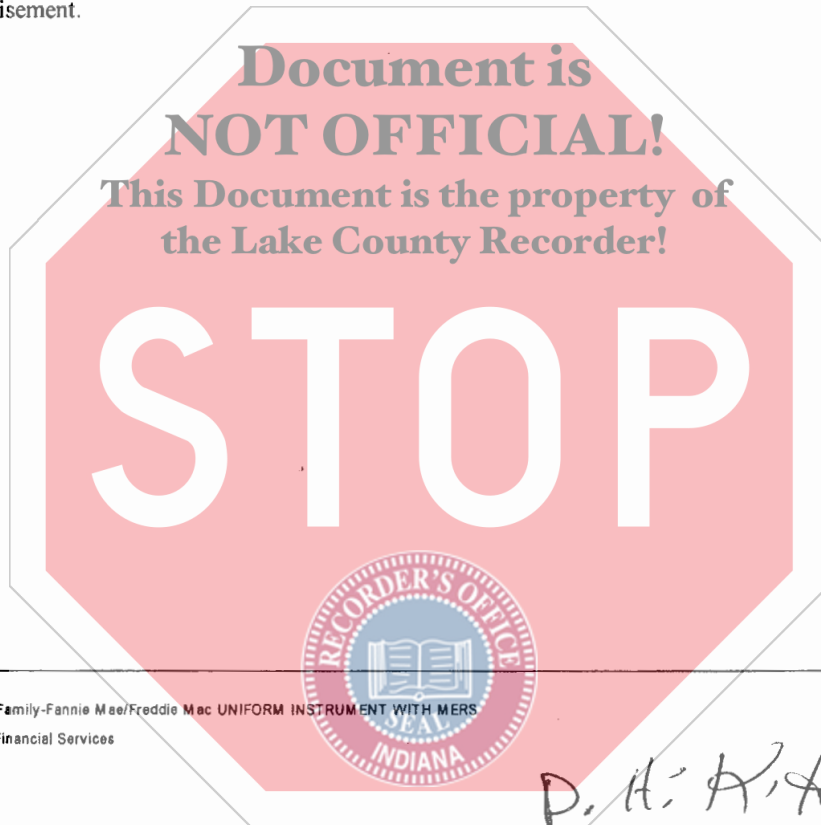 isement.
Document is
NOT OFFICIAL!
This Document is the property of
the Lake County Recorder!
STOP
RECORDER'S OFFICE
SEAL
INDIANA
Family-Fannie Mae/Freddie Mac UNIFORM INSTRUMENT WITH MERS
Financial Services
D. H. K.